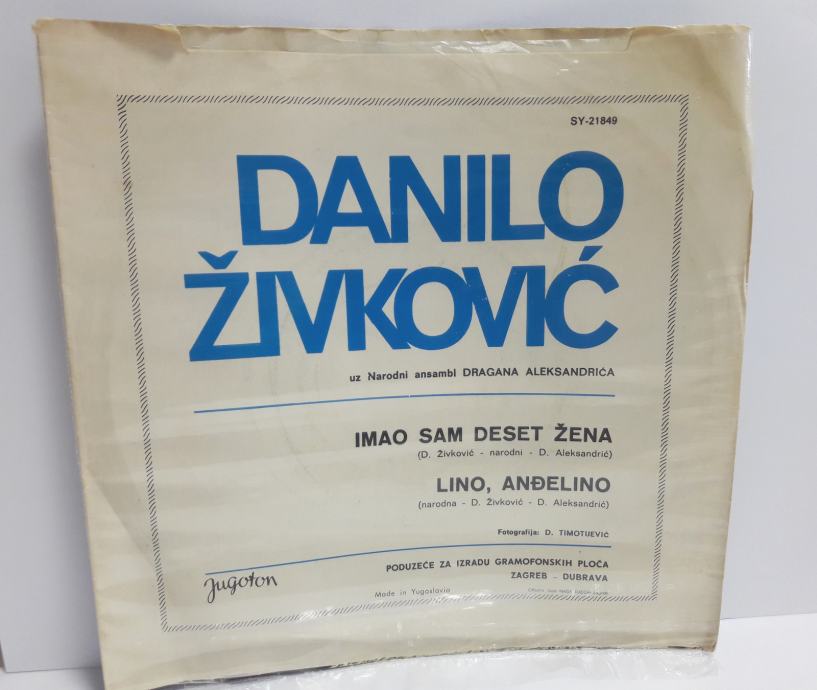 SY-21849
DANILO
ŽIVKOVIĆ
uz Narodni ansambl DRAGANA ALEKSANDRIĆA
IMAO SAM DESET ŽENA
(D. Živković - narodni - D. Aleksandrić)
LINO, ANĐELINO
(narodna - D. Živković - D. Aleksandrić)
Fotografija: D. TIMOTIJEVIĆ
Jugoton
PODUZEĆE ZA IZRADU GRAMOFONSKIH PLOČA
ZAGREB - DUBRAVA
Made in Yugoslavia